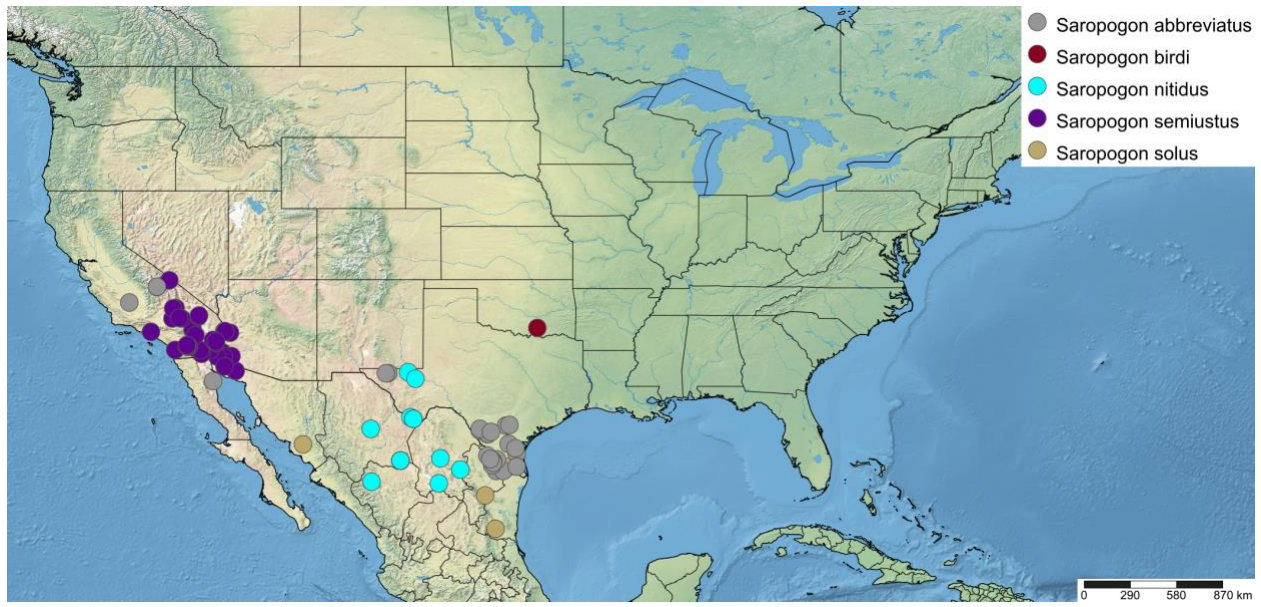 Saropogon abbreviatus
Saropogon birdi
Saropogon nitidus
Saropogon semiustus
Saropogon solus
0 290 580 870 km